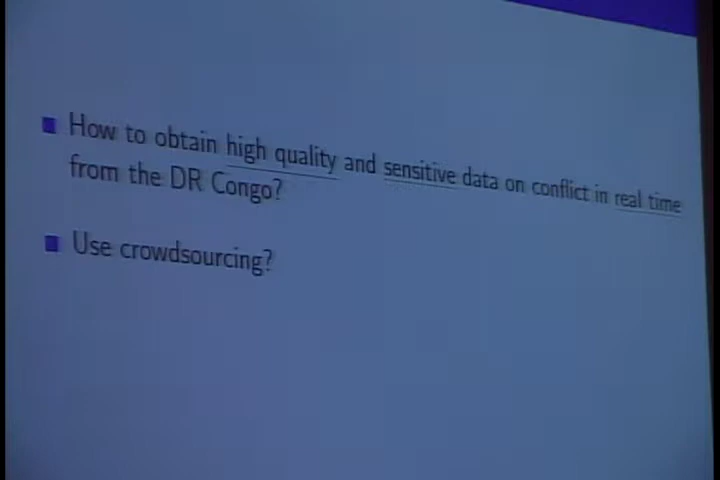 How to obtain high quality and sensitive data on conflict in real time
from the DR Congo?
Use crowdsourcing?